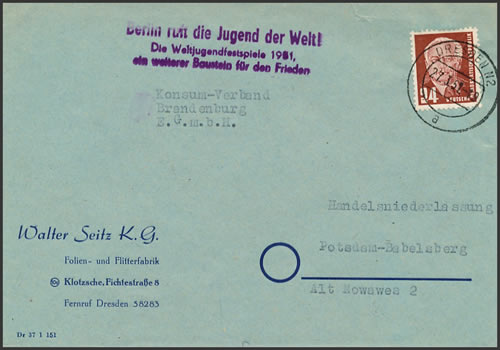 Berlin ruft die Jugend der Welt!
Die Weltjugendfestspiele 1951,
ein weiterer Baustein für den Frieden
DRESDEN N2
a
Konsum-Verband
Brandenburg
E.G.m.b.H.
Handelsniederlassung
Potsdam-Babelsberg
Alt Nowawes 2
Walter Seitz K.G.
Folien- und Flitterfabrik
Klotzsche, Fichtestraße 8
Fernruf Dresden 58283
Dr 37 1 151